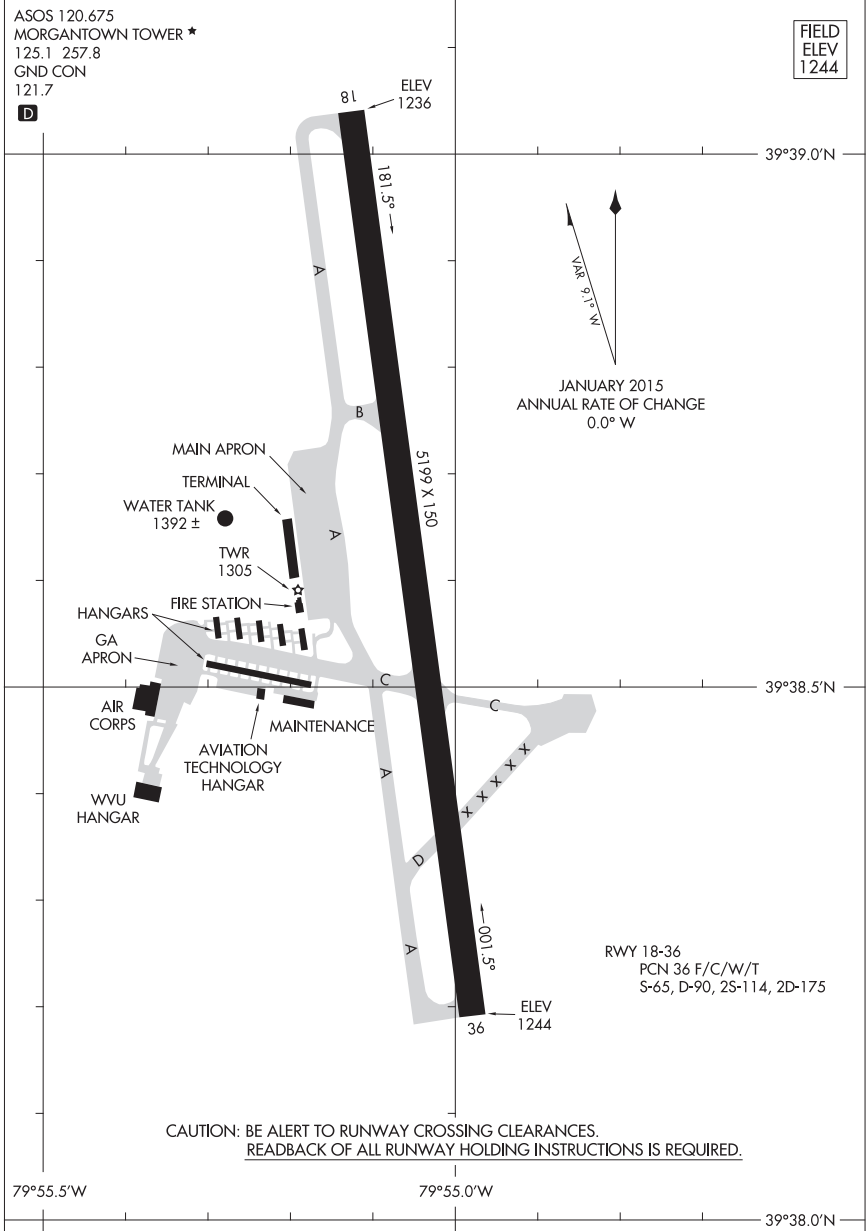 ASOS 120.675
MORGANTOWN TOWER ★
125.1 257.8
GND CON
121.7
D
FIELD
ELEV
1244
18
ELEV
1236
39°39.0'N
181.5°
A
VAR 9.1° W
JANUARY 2015
ANNUAL RATE OF CHANGE
0.0° W
B
MAIN APRON
TERMINAL
5199 X 150
WATER TANK
1392 ±
A
TWR
1305
FIRE STATION
HANGARS
GA
APRON
C
39°38.5'N
C
AIR
CORPS
MAINTENANCE
AVIATION
TECHNOLOGY
HANGAR
A
X X X X X
WVU
HANGAR
D
001.5°
A
RWY 18-36
PCN 36 F/C/W/T
S-65, D-90, 2S-114, 2D-175
ELEV
1244
36
CAUTION: BE ALERT TO RUNWAY CROSSING CLEARANCES.
READBACK OF ALL RUNWAY HOLDING INSTRUCTIONS IS REQUIRED.
79°55.5'W
79°55.0'W
39°38.0'N